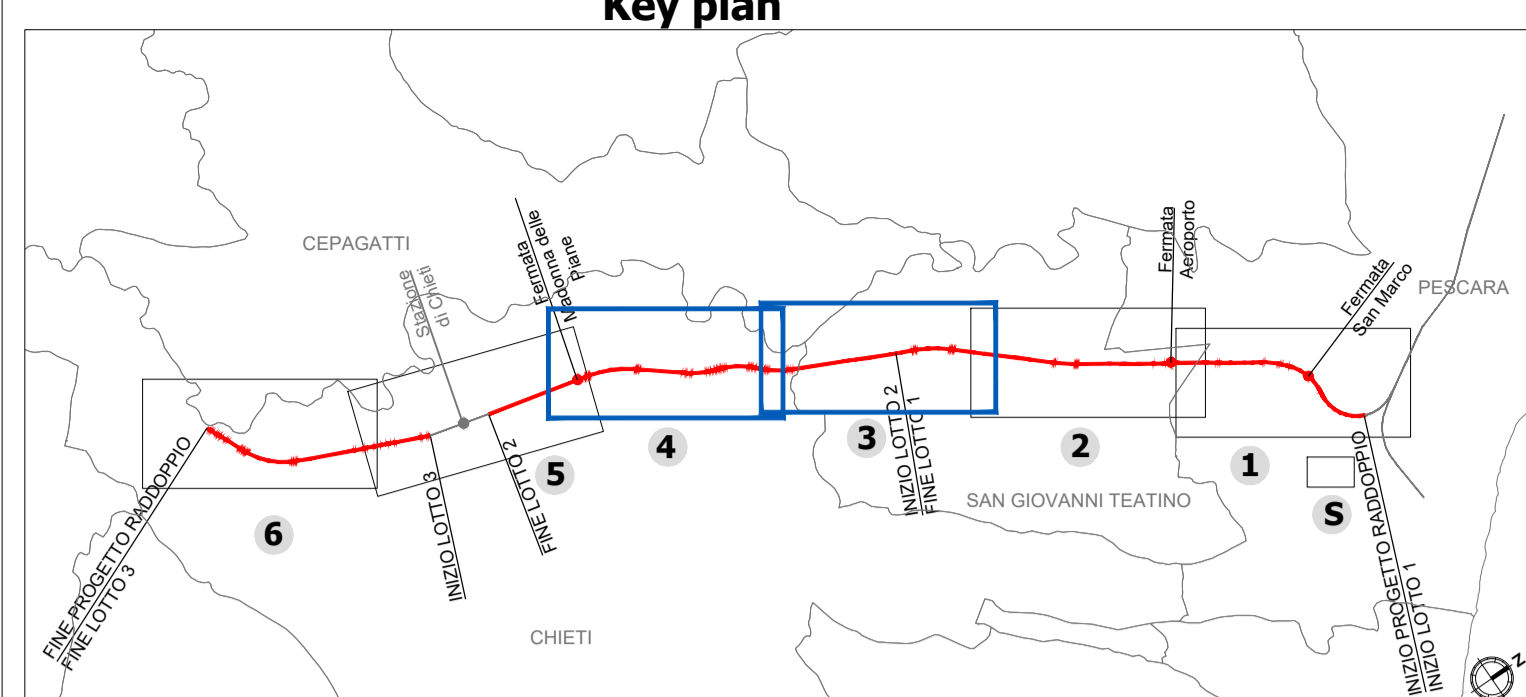 Key plan
CEPAGATTI
Stazione
di Chieti
Fermata
Madonna delle
Piane
Fermata
Aeroporto
Fermata
San Marco
PESCARA
6
5
4
3
2
1
S
FINE PROGETTO RADDOPPIO
FINE LOTTO 3
INIZIO LOTTO 3
FINE LOTTO 2
INIZIO LOTTO 2
FINE LOTTO 1
SAN GIOVANNI TEATINO
INIZIO PROGETTO RADDOPPIO
INIZIO LOTTO 1
CHIETI
N